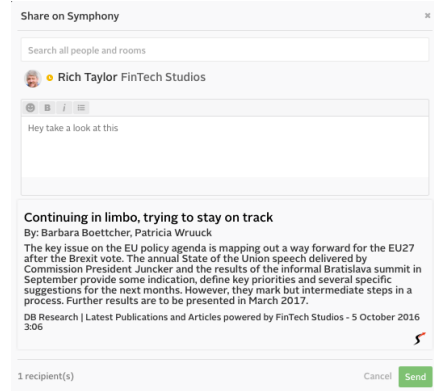 Share on Symphony
×
Search all people and rooms
Rich Taylor FinTech Studios
B i
Hey take a look at this
Continuing in limbo, trying to stay on track
By: Barbara Boettcher, Patricia Wruuck
The key issue on the EU policy agenda is mapping out a way forward for the EU27
after the Brexit vote. The annual State of the Union speech delivered by
Commission President Juncker and the results of the informal Bratislava summit in
September provide some indication, define key priorities and several specific
suggestions for the next months. However, they mark but intermediate steps in a
process. Further results are to be presented in March 2017.
DB Research | Latest Publications and Articles powered by FinTech Studios - 5 October 2016
3:06
1 recipient(s)
Cancel Send